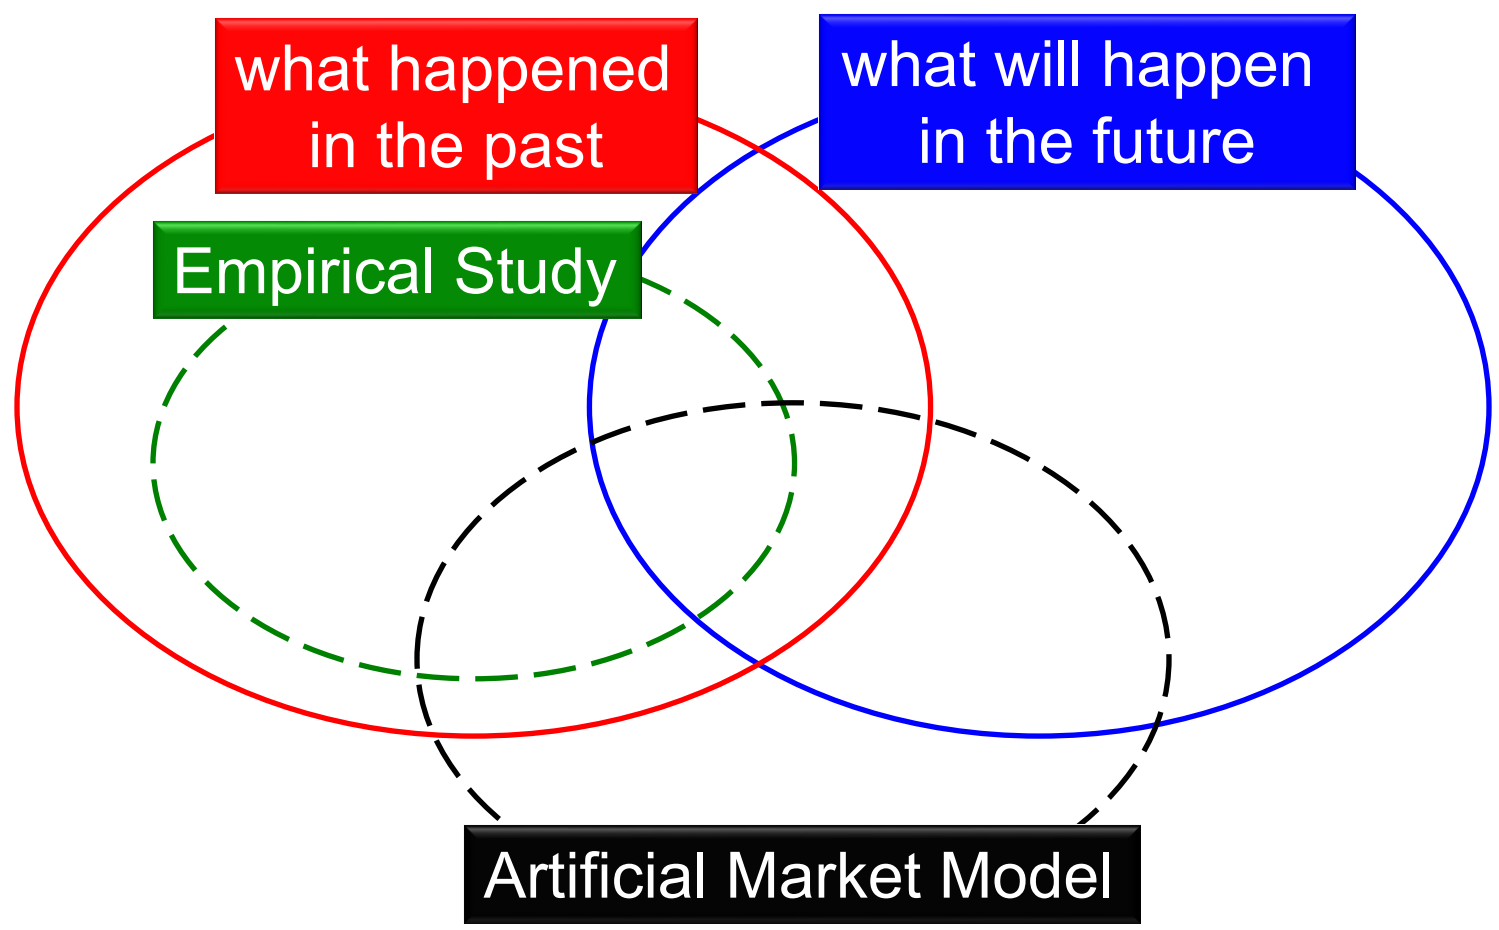 what happened
in the past
what will happen
in the future
Empirical Study
Artificial Market Model